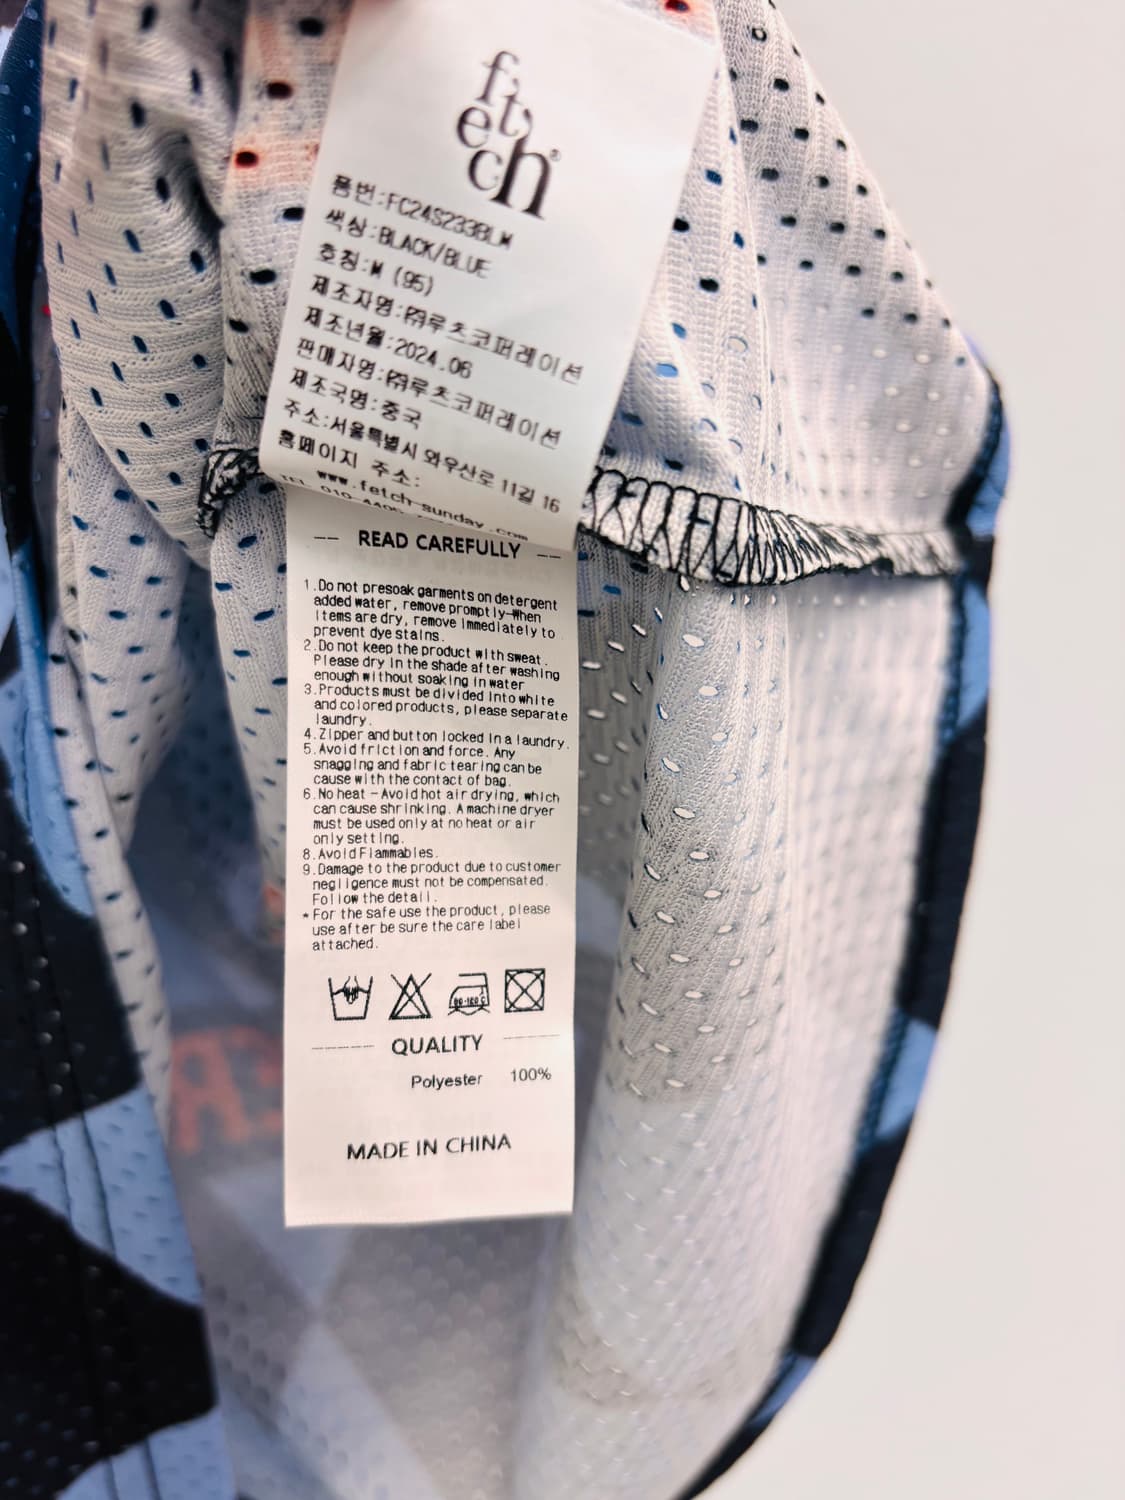 fetch®
품번:FC24S233BLM
색상:BLACK/BLUE
호칭:M (95)
제조자명:㈜루츠코퍼레이션
제조년월:2024.06
판매자명:㈜루츠코퍼레이션
제조국명:중국
주소:서울특별시 와우산로 11길 16
홈페이지 주소:
www.fetch-sunday.com
TEL 010-
READ CAREFULLY
1.Do not presoak garments on detergent
added water, remove promptly-When
items are dry, remove immediately to
prevent dye stains.
2.Do not keep the product with sweat.
Please dry in the shade after washing
enough without soaking in water
3.Products must be divided into white
and colored products, please separate
laundry.
4.Zipper and button locked in a laundry.
5.Avoid friction and force. Any
snagging and fabric tearing can be
cause with the contact of bag.
6.No heat - Avoid hot air drying, which
can cause shrinking. A machine dryer
must be used only at no heat or air
only setting.
8.Avoid Flammables.
9.Damage to the product due to customer
negligence must not be compensated.
Follow the detail.
*For the safe use the product, please
use after be sure the care label
attached.
QUALITY
Polyester 100%
MADE IN CHINA